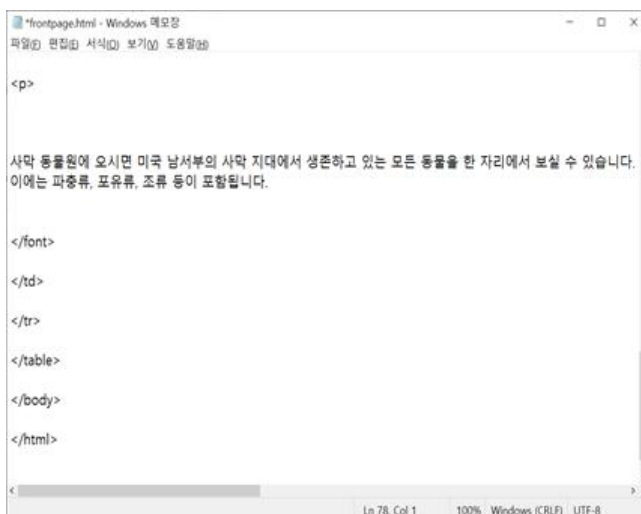 *frontpage.html - Windows 메모장
파일(F) 편집(E) 서식(O) 보기(V) 도움말(H)
<p>
사막 동물원에 오시면 미국 남서부의 사막 지대에서 생존하고 있는 모든 동물을 한 자리에서 보실 수 있습니다.
이에는 파충류, 포유류, 조류 등이 포함됩니다.
</font>
</td>
</tr>
</table>
</body>
</html>
Ln 78, Col 1 100% Windows (CRLF) UTF-8